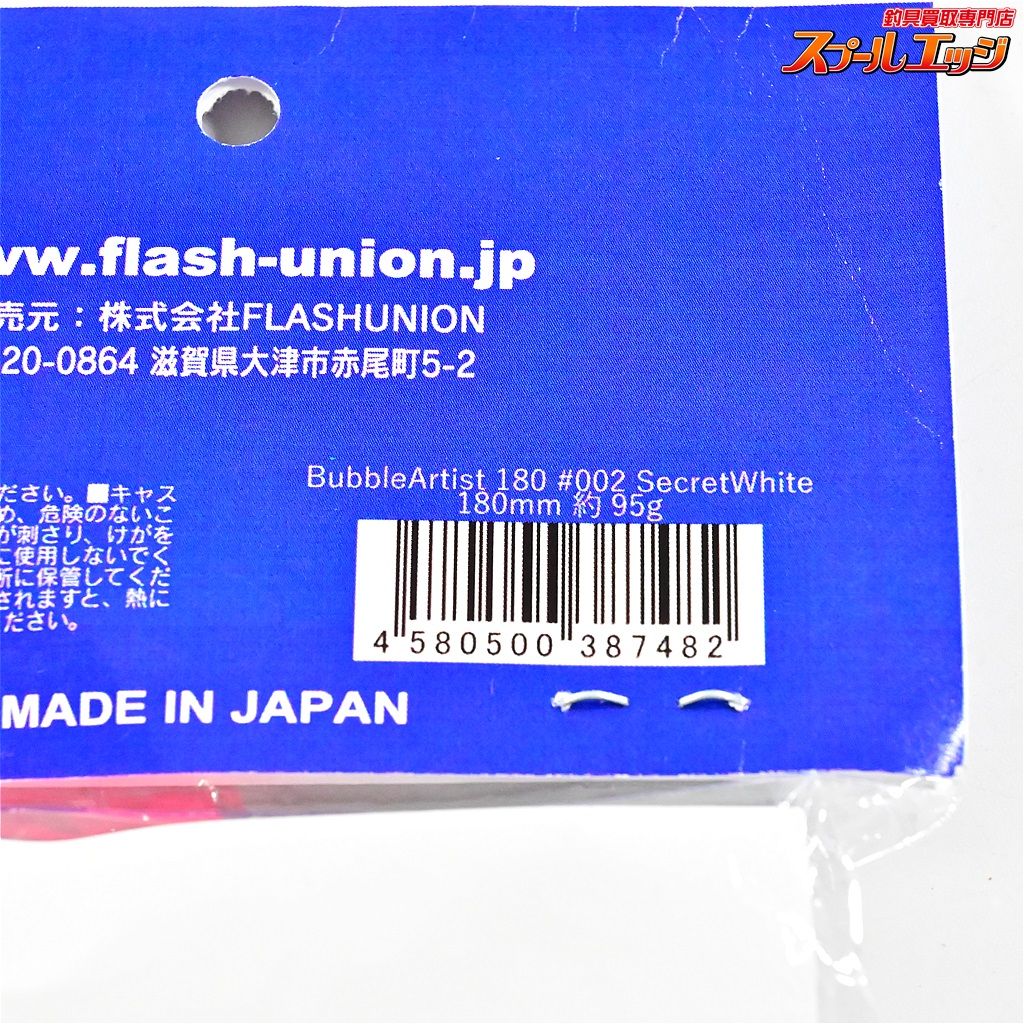 釣具買取専門店
スプールエッジ
www.flash-union.jp
売元：株式会社FLASHUNION
20-0864 滋賀県大津市赤尾町5-2
BubbleArtist 180 #002 SecretWhite
180mm 約 95g
ださい。■キャス
め、危険のないこ
が刺さり、けがを
に使用しないでく
所に保管してくだ
されますと、熱に
ださい。
4 580500 387482
MADE IN JAPAN